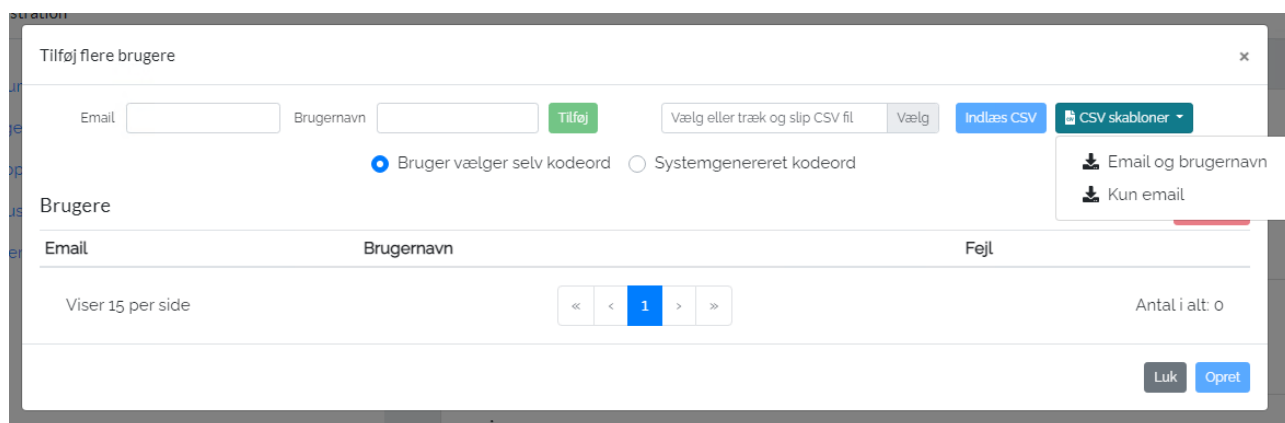 stration
Tilføj flere brugere ×
Email Brugernavn Tilføj Vælg eller træk og slip CSV fil Vælg Indlæs CSV CSV skabloner
Bruger vælger selv kodeord Systemgenereret kodeord
Email og brugernavn
Kun email
Brugere
Email Brugernavn Fejl
Viser 15 per side « ‹ 1 › » Antal i alt: 0
Luk Opret